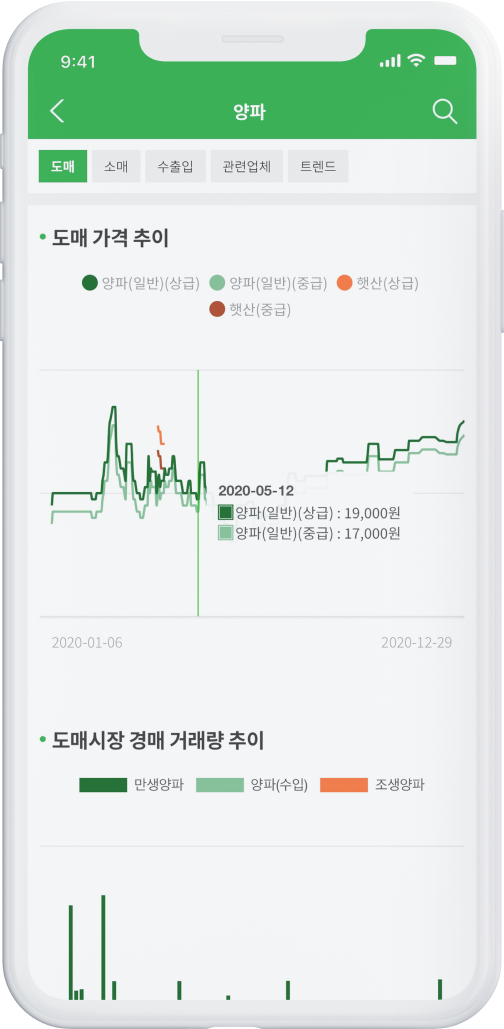 9:41
양파
도매 소매 수출입 관련업체 트렌드
도매 가격 추이
양파(일반)(상급) 양파(일반)(중급) 햇산(상급)
햇산(중급)
2020-05-12
양파(일반)(상급) : 19,000원
양파(일반)(중급) : 17,000원
2020-01-06 2020-12-29
도매시장 경매 거래량 추이
만생양파 양파(수입) 조생양파